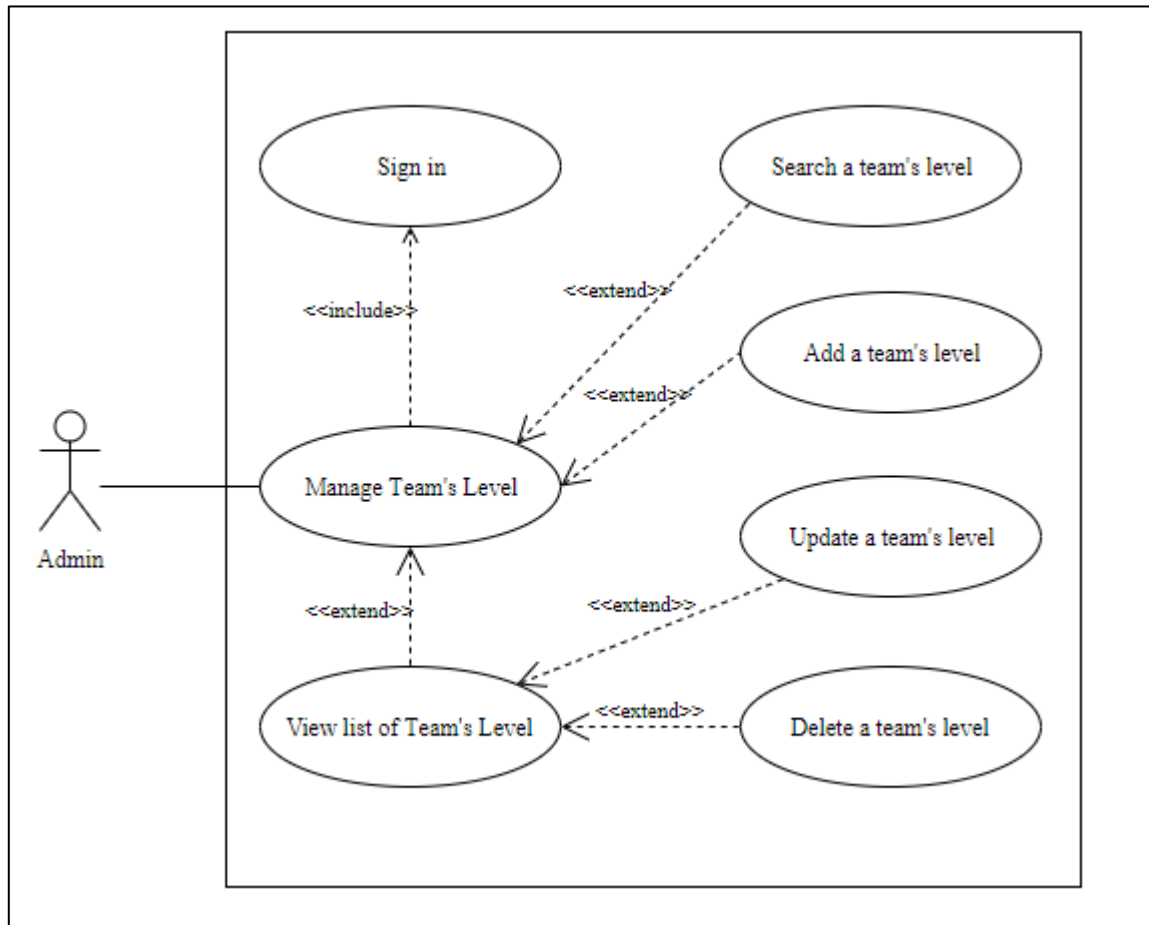 Sign in
Search a team's level
<<include>>
<<extend>>
Add a team's level
<<extend>>
Manage Team's Level
Admin
Update a team's level
<<extend>>
<<extend>>
View list of Team's Level
<<extend>>
Delete a team's level